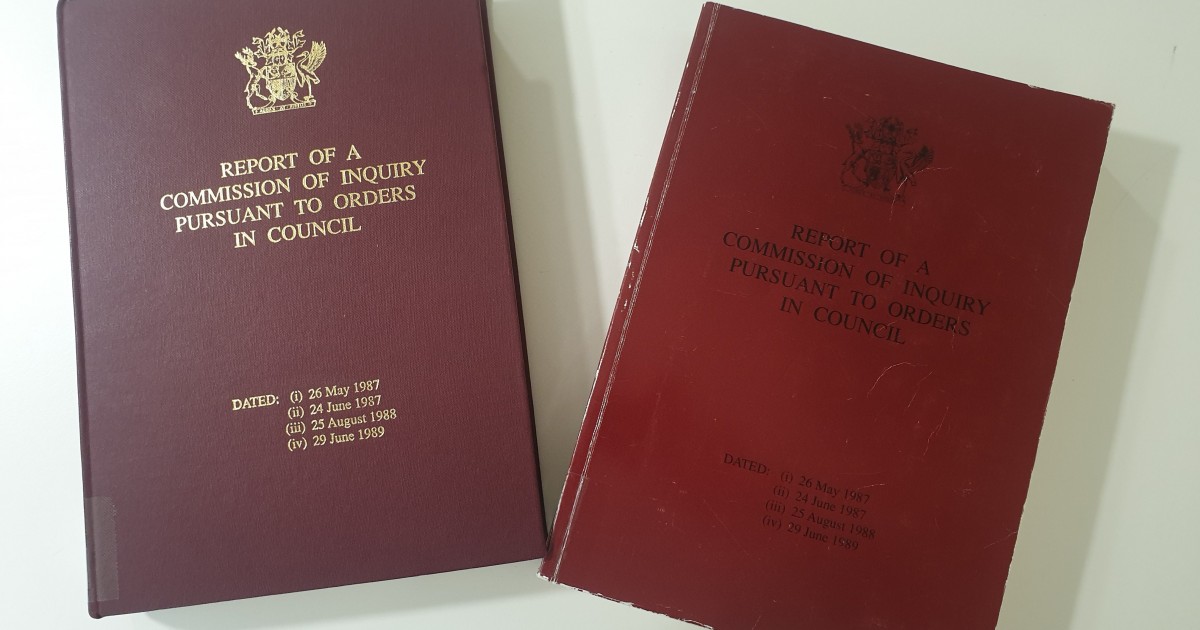 REPORT OF A
COMMISSION OF INQUIRY
PURSUANT TO ORDERS
IN COUNCIL
DATED: (i) 26 May 1987
(ii) 24 June 1987
(iii) 25 August 1988
(iv) 29 June 1989
REPORT OF A
COMMISSION OF INQUIRY
PURSUANT TO ORDERS
IN COUNCIL
DATED: (i) 26 May 1987
(ii) 24 June 1987
(iii) 25 August 1988
(iv) 29 June 1989